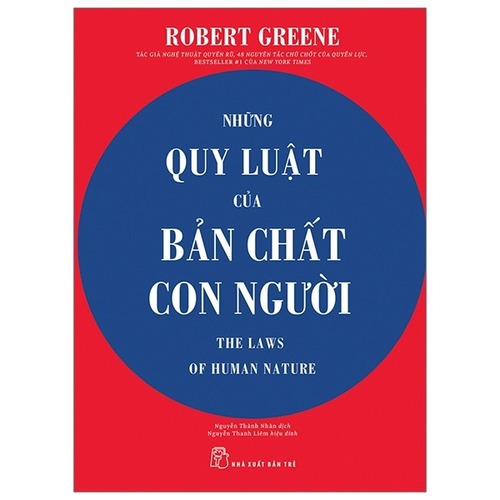 ROBERT GREENE
TÁC GIẢ NGHỆ THUẬT QUYẾN RŨ, 48 NGUYÊN TẮC CHỦ CHỐT CỦA QUYỀN LỰC,
BESTSELLER #1 CỦA NEW YORK TIMES
NHỮNG
QUY LUẬT
CỦA
BẢN CHẤT
CON NGƯỜI
THE LAWS
OF HUMAN NATURE
Nguyễn Thành Nhân dịch
Nguyễn Thanh Liêm hiệu đính
NHÀ XUẤT BẢN TRẺ